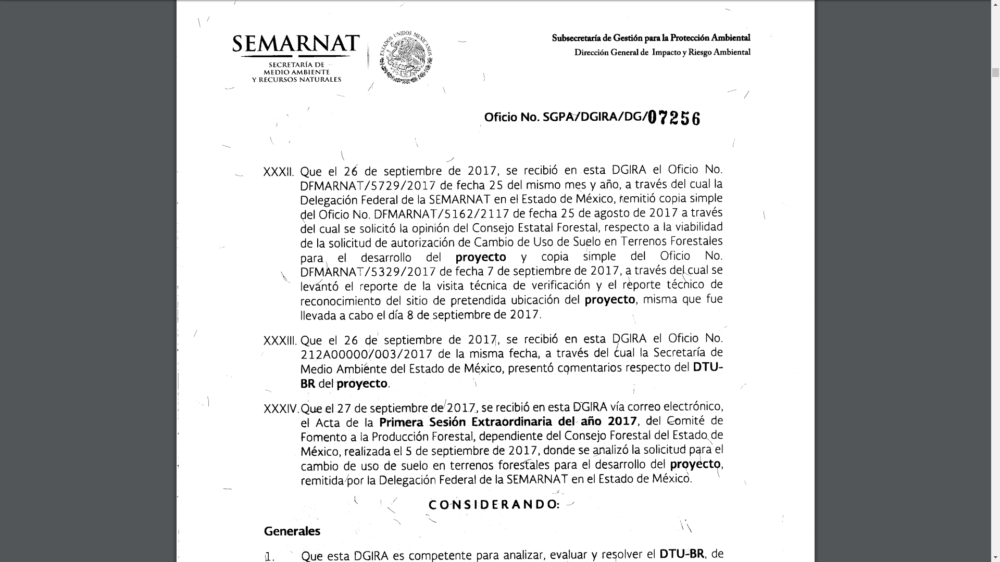 SEMARNAT
SECRETARÍA DE
MEDIO AMBIENTE
Y RECURSOS NATURALES
ESTADOS UNIDOS MEXICANOS
Subsecretaría de Gestión para la Protección Ambiental
Dirección General de Impacto y Riesgo Ambiental
Oficio No. SGPA/DGIRA/DG/07256
XXXII. Que el 26 de septiembre de 2017, se recibió en esta DGIRA el Oficio No.
DFMARNAT/5729/2017 de fecha 25 del mismo mes y año, a través del cual la
Delegación Federal de la SEMARNAT en el Estado de México, remitió copia simple
del Oficio No. DFMARNAT/5162/2117 de fecha 25 de agosto de 2017 a través
del cual se solicitó la opinión del Consejo Estatal Forestal, respecto a la viabilidad
de la solicitud de autorización de Cambio de Uso de Suelo en Terrenos Forestales
para el desarrollo del proyecto y copia simple del Oficio No.
DFMARNAT/5329/2017 de fecha 7 de septiembre de 2017, a través del cual se
levantó el reporte de la visita técnica de verificación y el reporte técnico de
reconocimiento del sitio de pretendida ubicación del proyecto, misma que fue
llevada a cabo el día 8 de septiembre de 2017.
XXXIII. Que el 26 de septiembre de 2017, se recibió en esta DGIRA el Oficio No.
212A00000/003/2017 de la misma fecha, a través del cual la Secretaría de
Medio Ambiente del Estado de México, presentó comentarios respecto del DTU-
BR del proyecto.
XXXIV. Que el 27 de septiembre de 2017, se recibió en esta DGIRA vía correo electrónico,
el Acta de la Primera Sesión Extraordinaria del año 2017, del Comité de
Fomento a la Producción Forestal, dependiente del Consejo Forestal del Estado de
México, realizada el 5 de septiembre de 2017, donde se analizó la solicitud para el
cambio de uso de suelo en terrenos forestales para el desarrollo del proyecto,
remitida por la Delegación Federal de la SEMARNAT en el Estado de México.
CONSIDERANDO:
Generales
1. Que esta DGIRA es competente para analizar, evaluar y resolver el DTU-BR, de